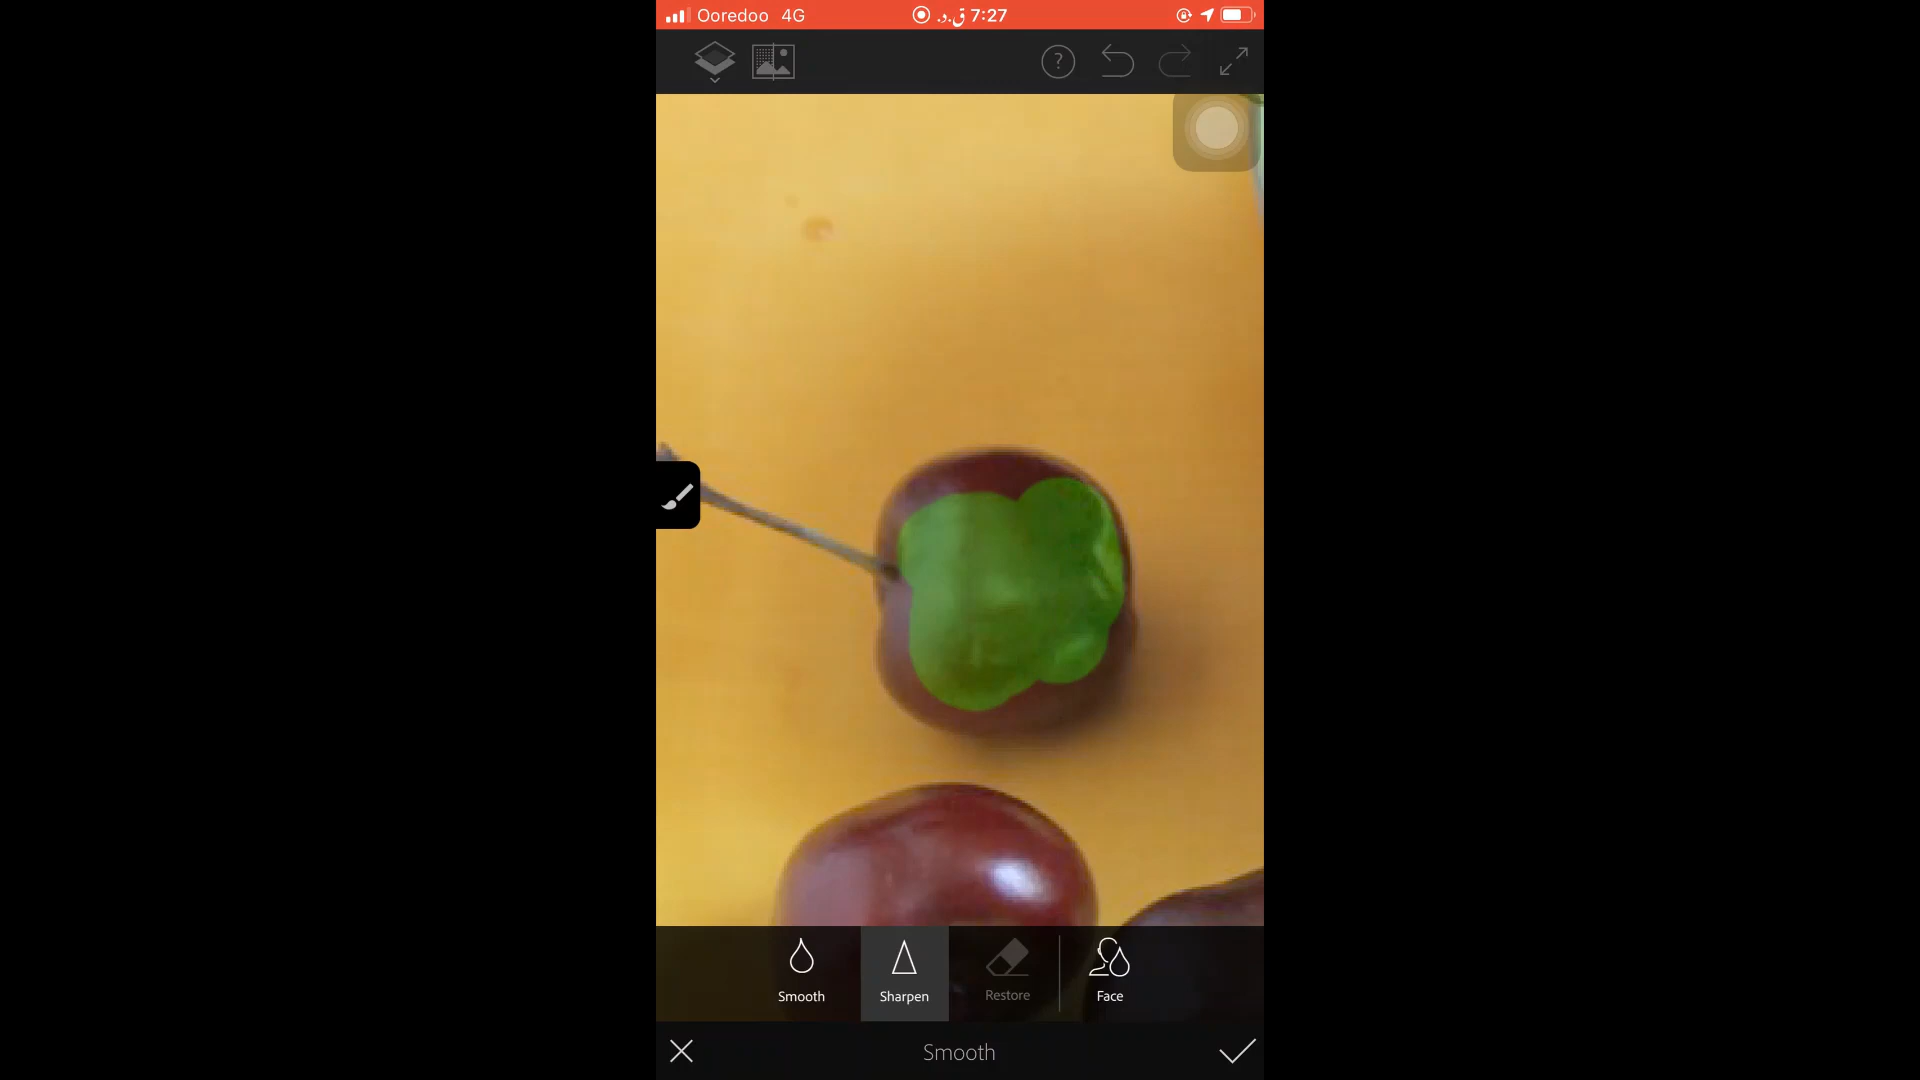 Ooredoo 4G
7:27 ق.د.
?
Smooth
Sharpen
Restore
Face
Smooth